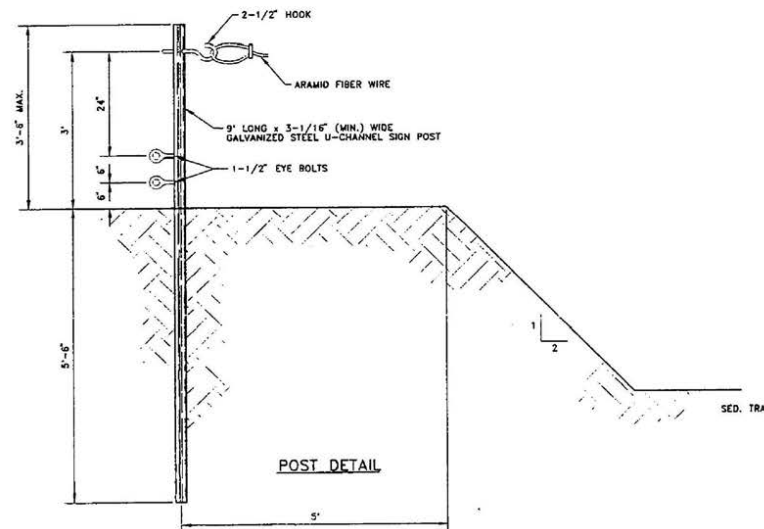 2-1/2" HOOK
ARAMID FIBER WIRE
3'-6" MAX.
3'
24"
9' LONG x 3-1/16" (MIN.) WIDE
GALVANIZED STEEL U-CHANNEL SIGN POST
1-1/2" EYE BOLTS
6"
6"
5'-6"
1
2
SED. TRA
POST DETAIL
5'